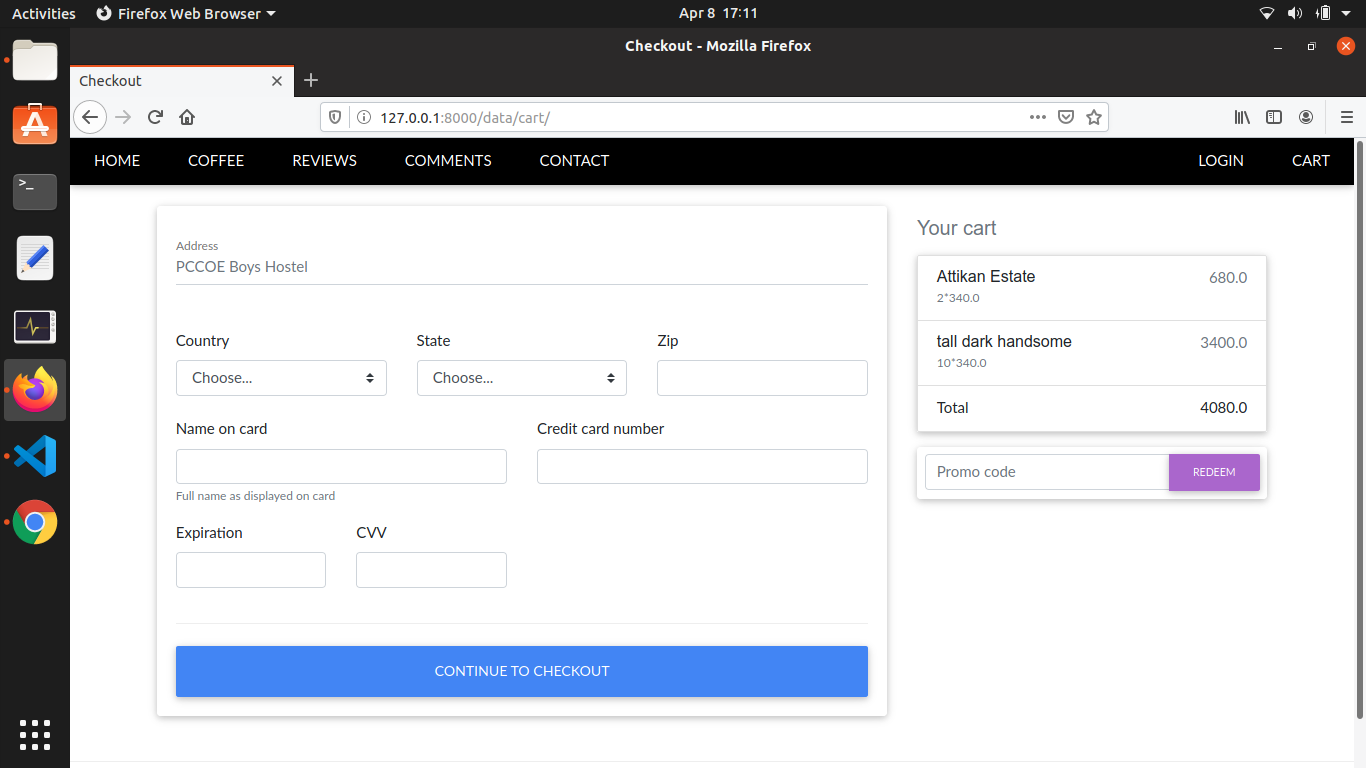 Activities Firefox Web Browser Apr 8 17:11
Checkout - Mozilla Firefox
Checkout
127.0.0.1:8000/data/cart/
HOME COFFEE REVIEWS COMMENTS CONTACT LOGIN CART
Address
PCCOE Boys Hostel
Country State Zip
Choose... Choose...
Name on card Credit card number
Full name as displayed on card
Expiration CVV
CONTINUE TO CHECKOUT
Your cart
Attikan Estate 680.0
2*340.0
tall dark handsome 3400.0
10*340.0
Total 4080.0
Promo code REDEEM